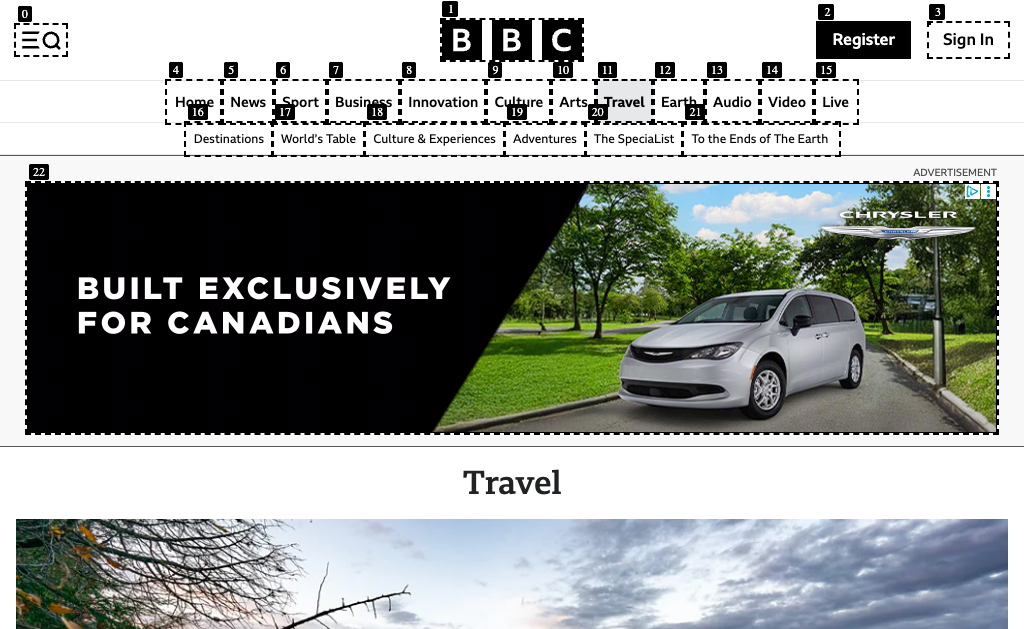 0
1
2
3
BBC
Register
Sign In
4
5
6
7
8
9
10
11
12
13
14
15
Home
News
Sport
Business
Innovation
Culture
Arts
Travel
Earth
Audio
Video
Live
16
17
18
19
20
21
Destinations
World's Table
Culture & Experiences
Adventures
The SpeciaList
To the Ends of The Earth
22
ADVERTISEMENT
CHRYSLER
BUILT EXCLUSIVELY
FOR CANADIANS
Travel